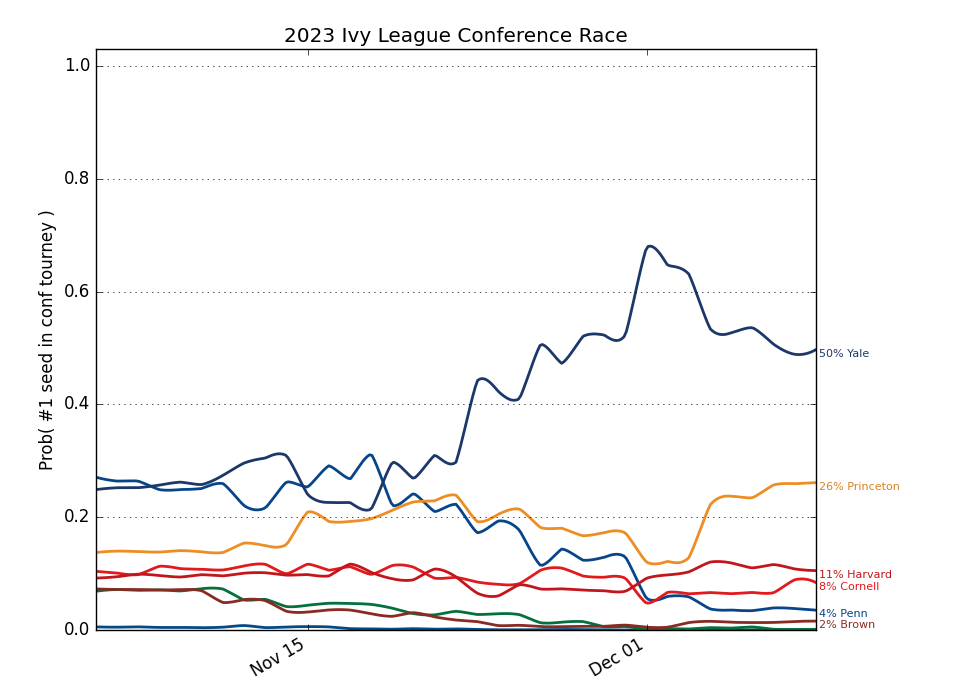 2023 Ivy League Conference Race
Prob( #1 seed in conf tourney )
1.0
0.8
0.6
0.4
0.2
0.0
Nov 15
Dec 01
50% Yale
26% Princeton
11% Harvard
8% Cornell
4% Penn
2% Brown